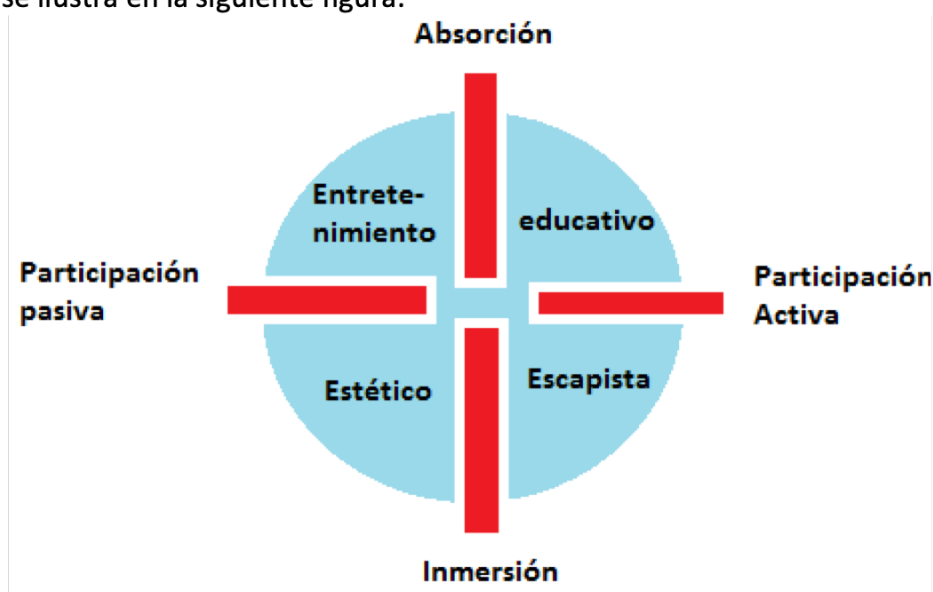 se ilustra en la siguiente figura:
Absorción
Entrete-
nimiento
educativo
Participación
pasiva
Participación
Activa
Estético
Escapista
Inmersión